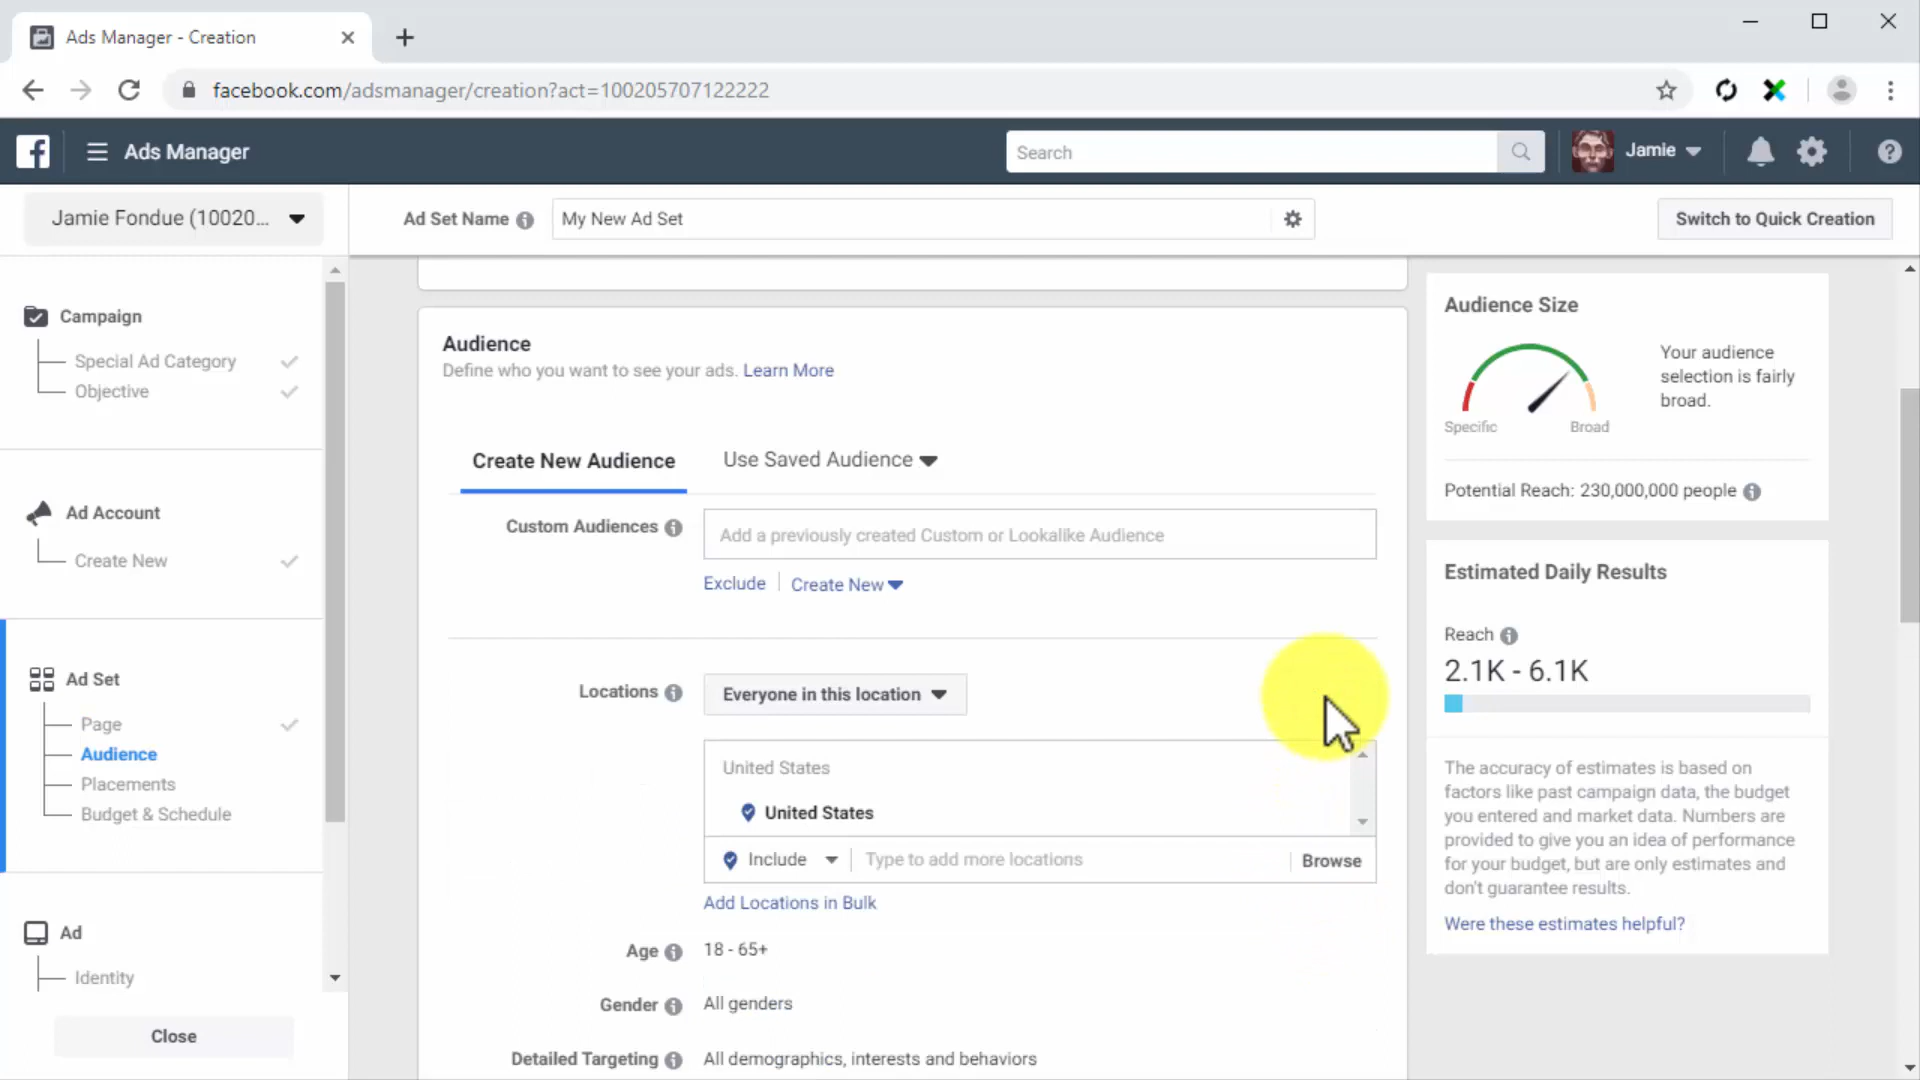 Ads Manager - Creation
facebook.com/adsmanager/creation?act=100205707122222
Ads Manager
Search
Jamie
Jamie Fondue (10020...
Ad Set Name
My New Ad Set
Switch to Quick Creation
Campaign
Special Ad Category
Objective
Ad Account
Create New
Ad Set
Page
Audience
Placements
Budget & Schedule
Ad
Identity
Close
Audience
Define who you want to see your ads. Learn More
Create New Audience
Use Saved Audience
Custom Audiences
Add a previously created Custom or Lookalike Audience
Exclude
Create New
Locations
Everyone in this location
United States
United States
Include
Type to add more locations
Browse
Add Locations in Bulk
Age
18 - 65+
Gender
All genders
Detailed Targeting
All demographics, interests and behaviors
Audience Size
Specific
Broad
Your audience
selection is fairly
broad.
Potential Reach: 230,000,000 people
Estimated Daily Results
Reach
2.1K - 6.1K
The accuracy of estimates is based on
factors like past campaign data, the budget
you entered and market data. Numbers are
provided to give you an idea of performance
for your budget, but are only estimates and
don't guarantee results.
Were these estimates helpful?